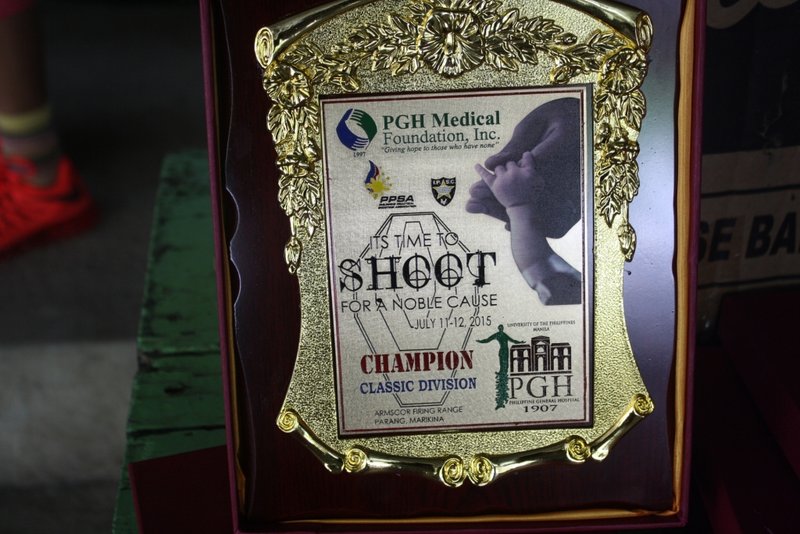 PGH Medical
Foundation, Inc.
"Giving hope to those who have none"
1997
PPSA
IPSC
ITS TIME TO
SHOOT
FOR A NOBLE CAUSE
JULY 11-12, 2015
CHAMPION
CLASSIC DIVISION
ARMSCOR FIRING RANGE
PARANG, MARIKINA
UNIVERSITY OF THE PHILIPPINES
MANILA
PGH
PHILIPPINE GENERAL HOSPITAL
1907
SE BA